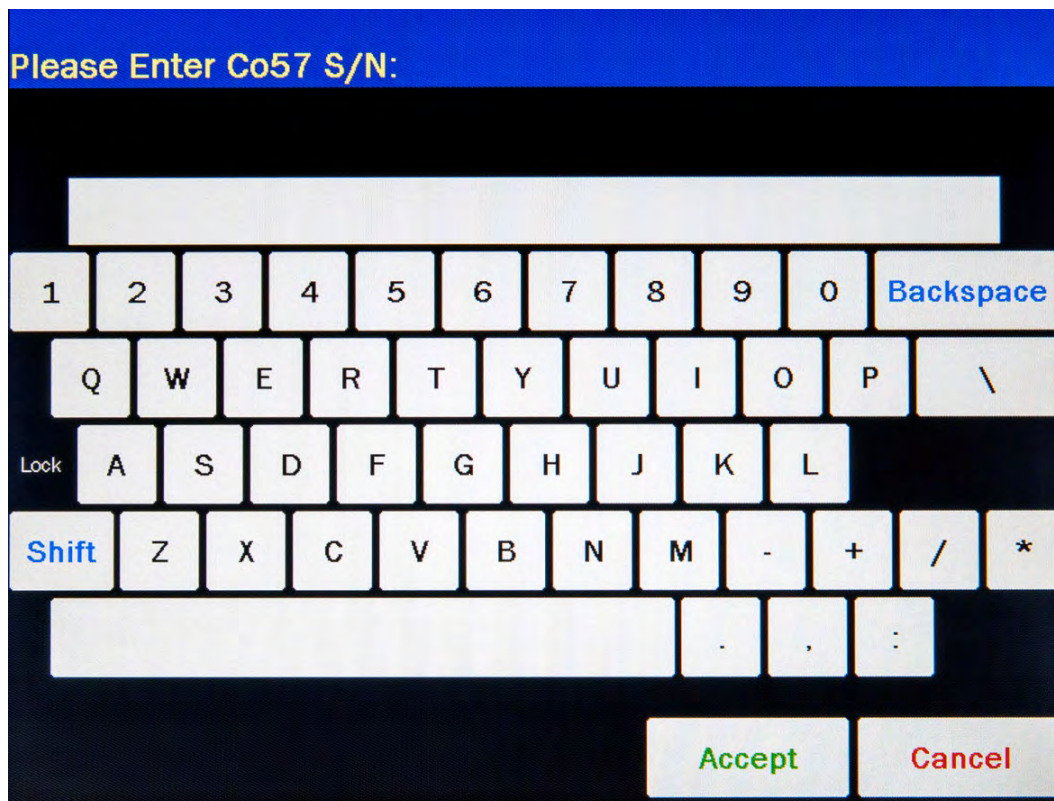 Please Enter Co57 S/N:
1 2 3 4 5 6 7 8 9 0 Backspace
Q W E R T Y U I O P \
Lock A S D F G H J K L
Shift Z X C V B N M - + / *
. , :
Accept Cancel